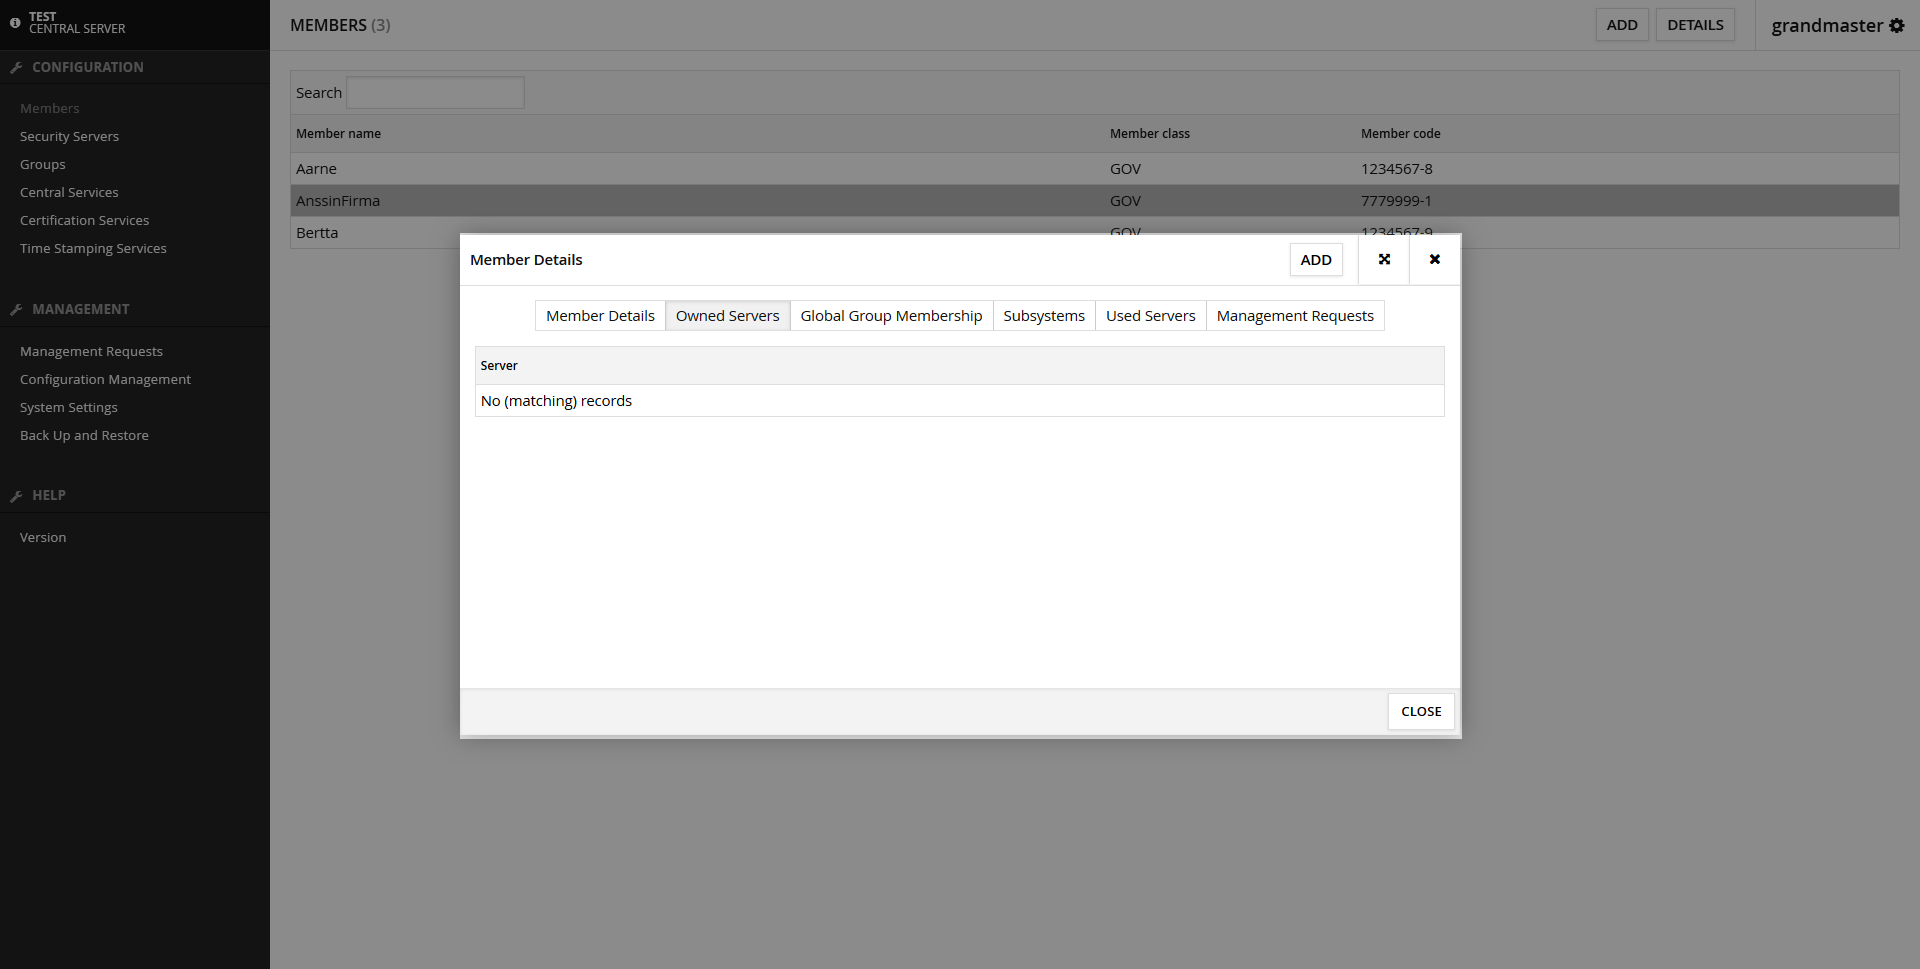 TEST
CENTRAL SERVER
CONFIGURATION
Members
Security Servers
Groups
Central Services
Certification Services
Time Stamping Services
MANAGEMENT
Management Requests
Configuration Management
System Settings
Back Up and Restore
HELP
Version
MEMBERS (3)
ADD DETAILS grandmaster
Search
Member name Member class Member code
Aarne GOV 1234567-8
AnssinFirma GOV 7779999-1
Bertta GOV 1234567-9
Member Details ADD
Member Details Owned Servers Global Group Membership Subsystems Used Servers Management Requests
Server
No (matching) records
CLOSE